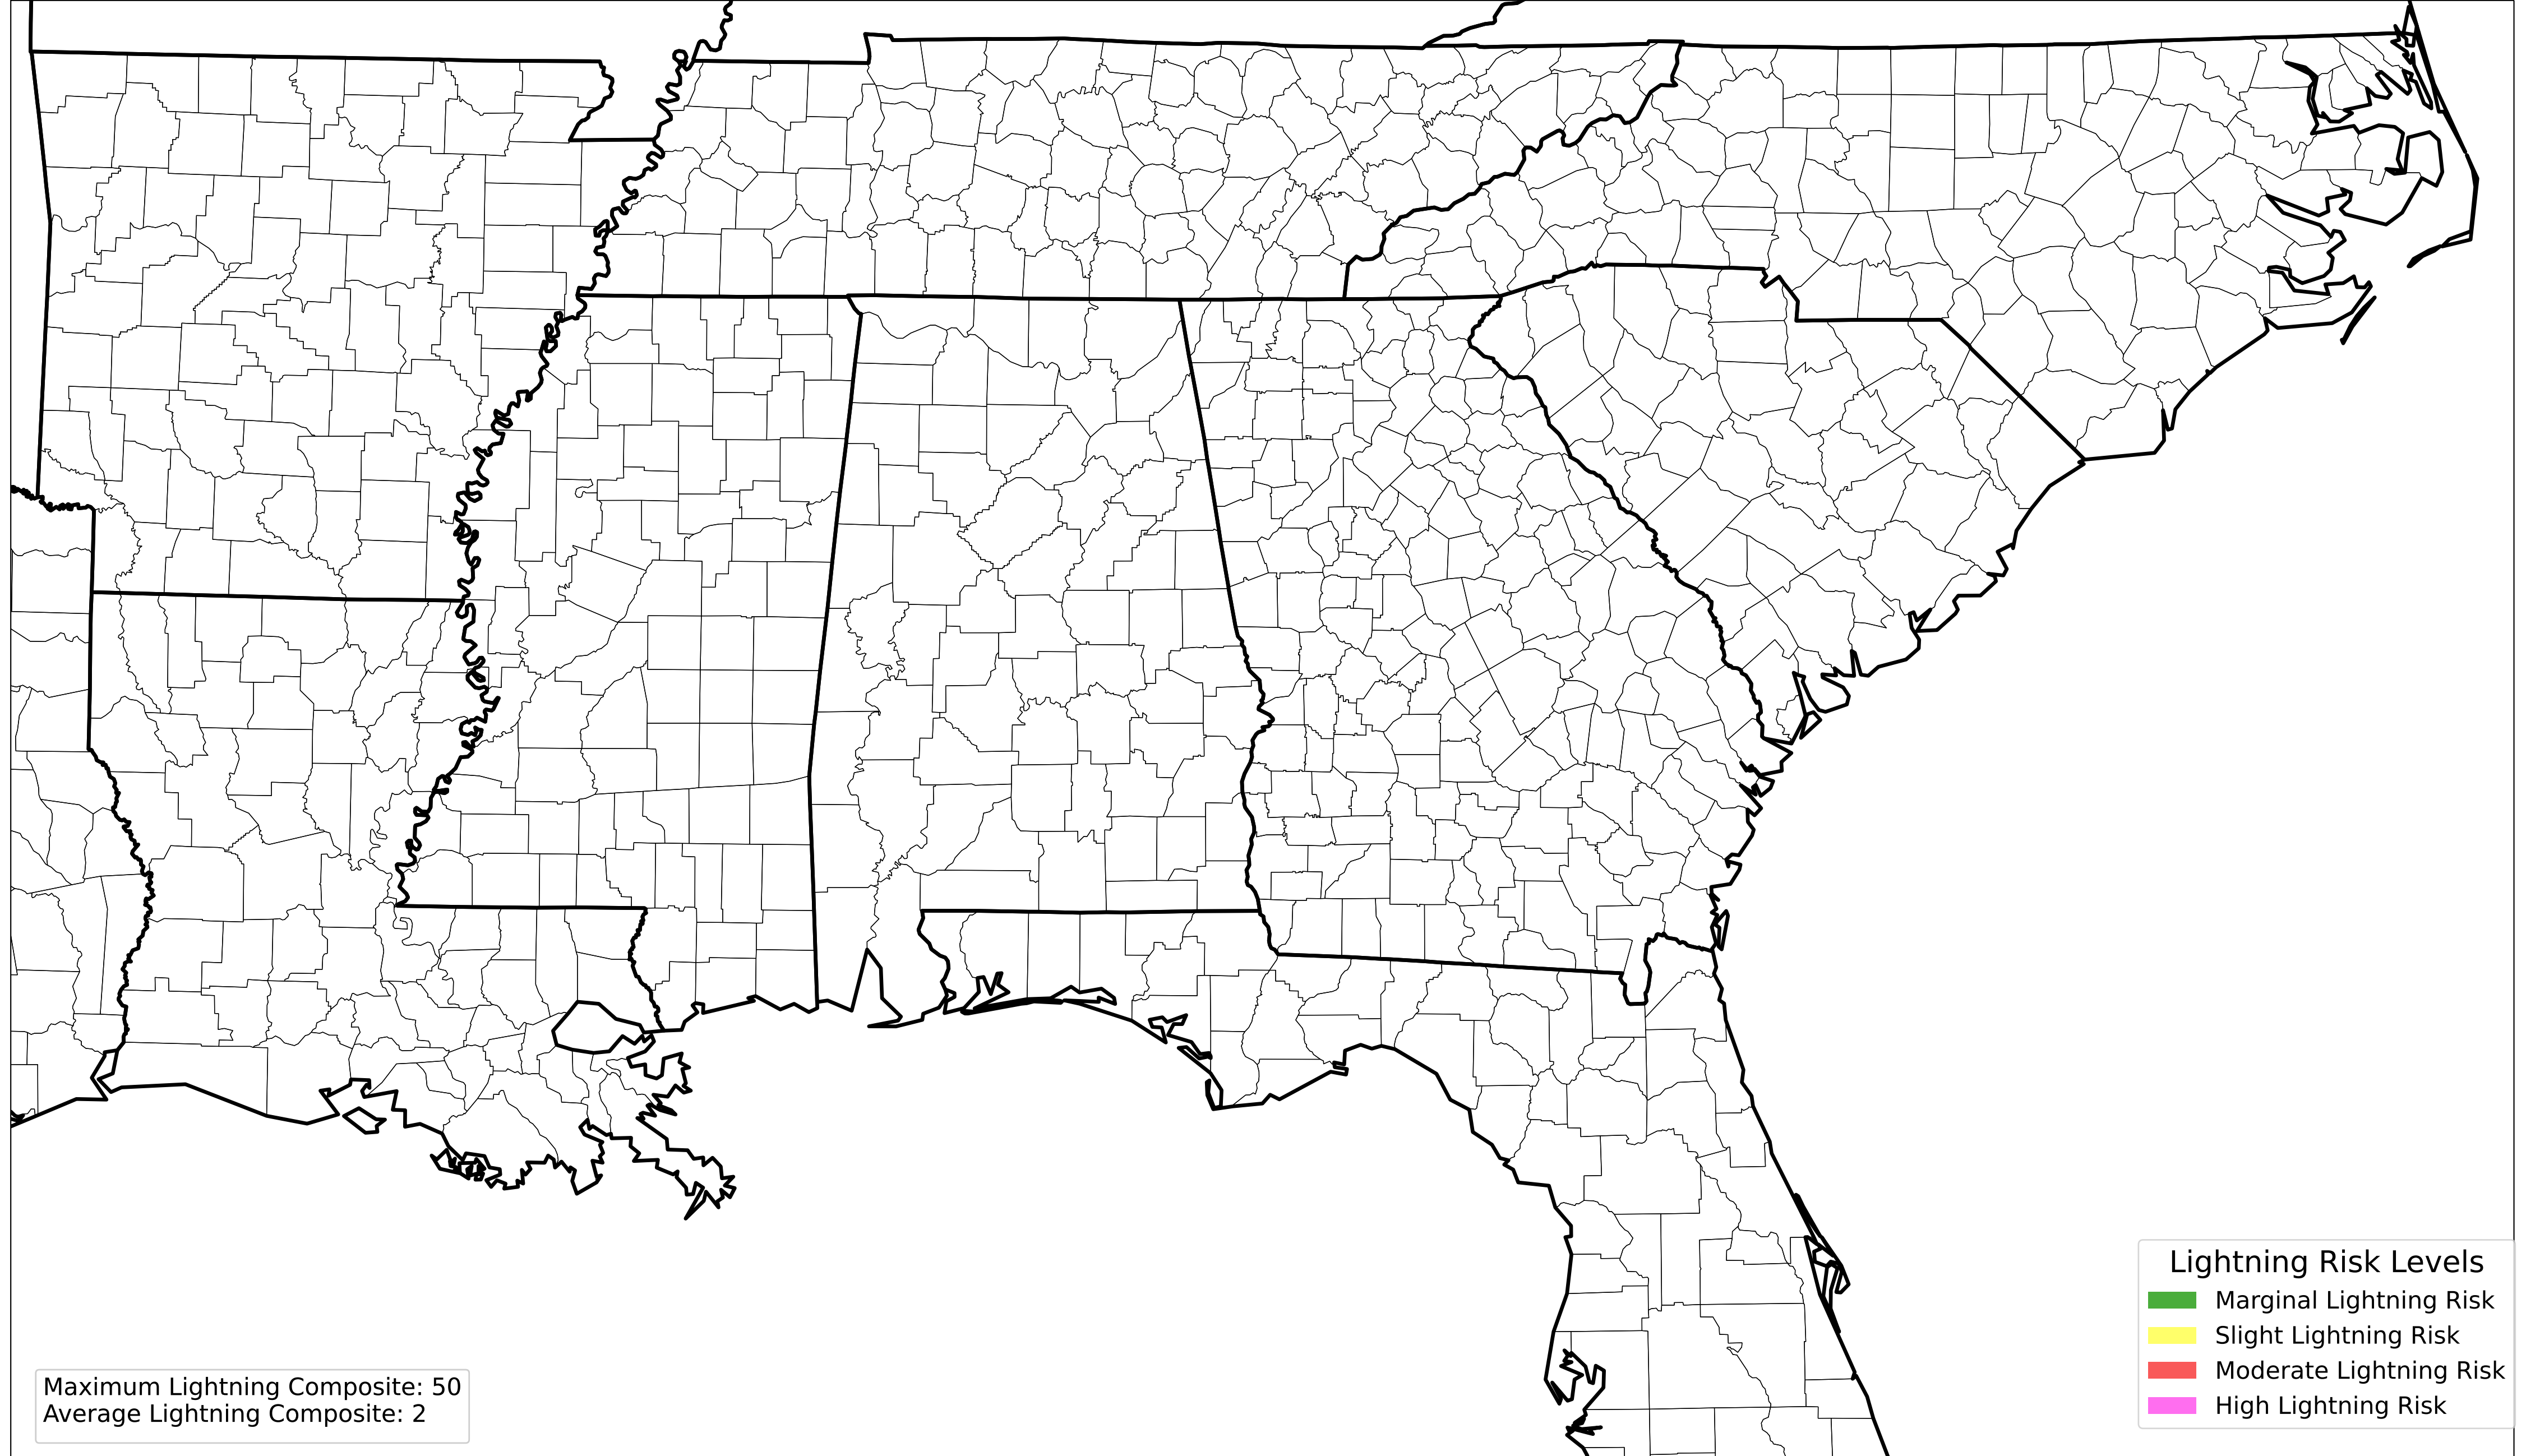 Lightning Risk Levels
Marginal Lightning Risk
Slight Lightning Risk
Moderate Lightning Risk
High Lightning Risk
Maximum Lightning Composite: 50
Average Lightning Composite: 2